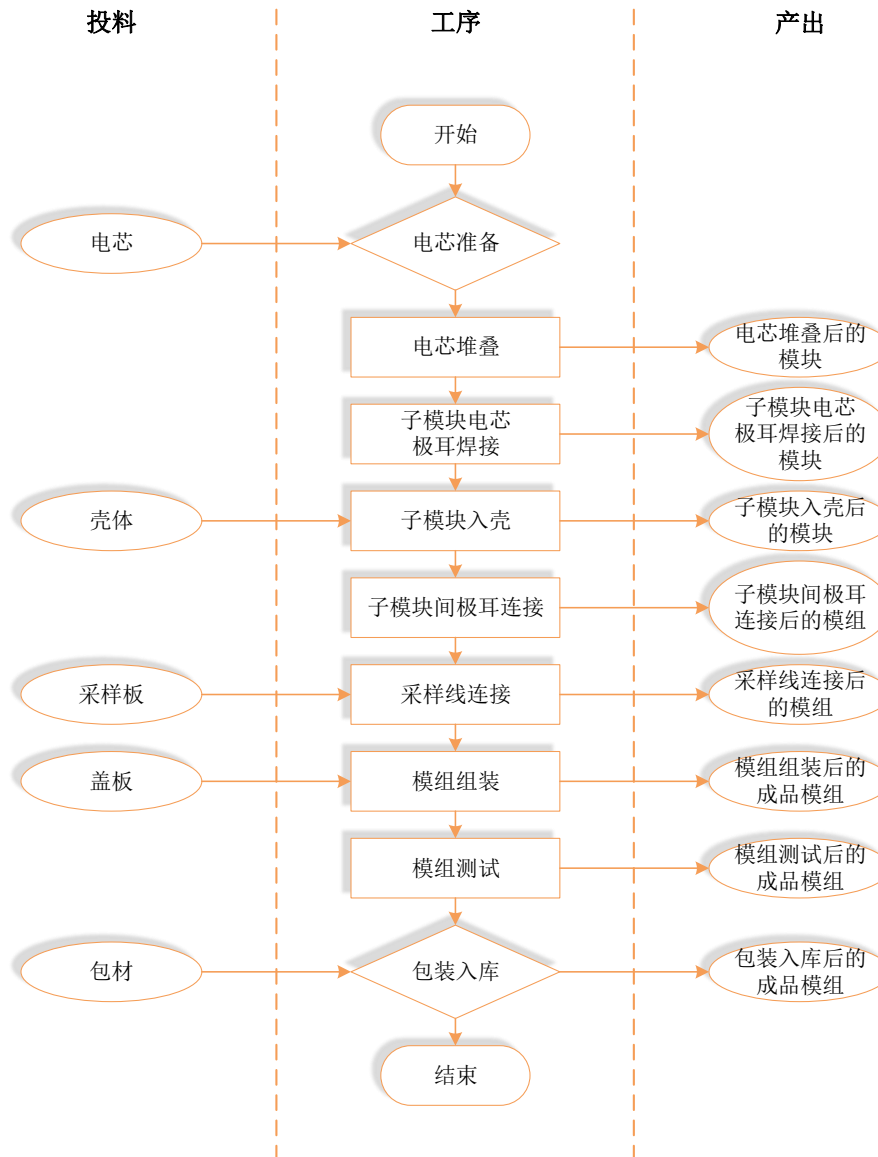 投料
工序
产出
开始
电芯
电芯准备
电芯堆叠
电芯堆叠后的
模块
子模块电芯
极耳焊接
子模块电芯
极耳焊接后的
模块
壳体
子模块入壳
子模块入壳后
的模块
子模块间极耳连接
子模块间极耳
连接后的模组
采样板
采样线连接
采样线连接后
的模组
盖板
模组组装
模组组装后的
成品模组
模组测试
模组测试后的
成品模组
包材
包装入库
包装入库后的
成品模组
结束